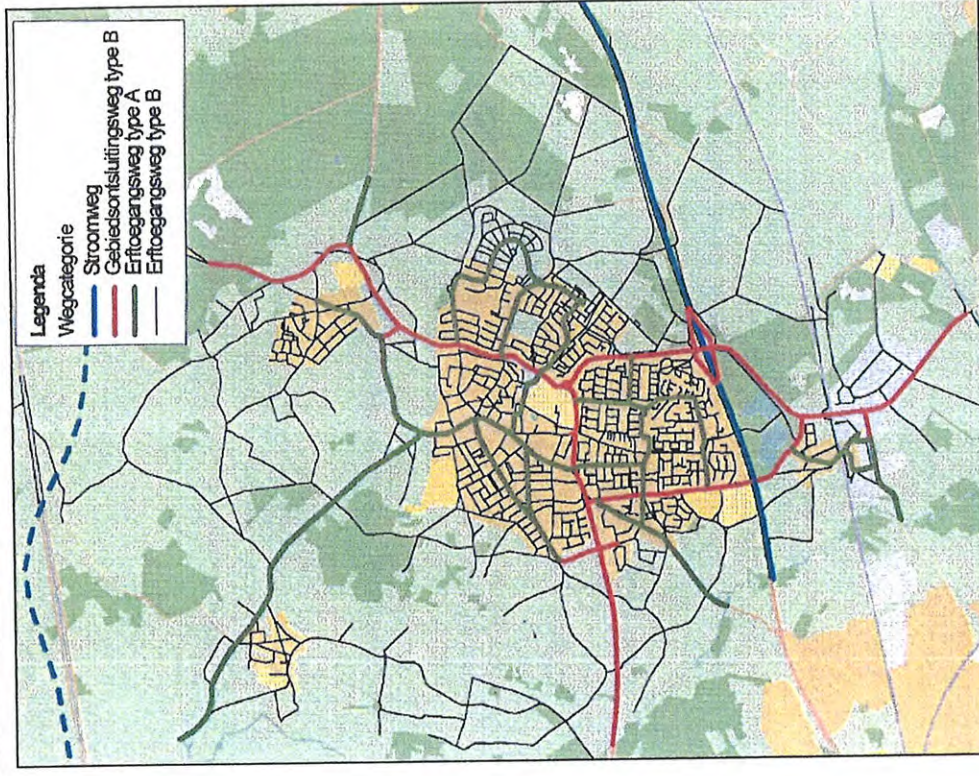 Legenda
Wegcategorie
Stroomweg
Gebiedsontsluitingsweg type B
Erftoegangsweg type A
Erftoegangsweg type B